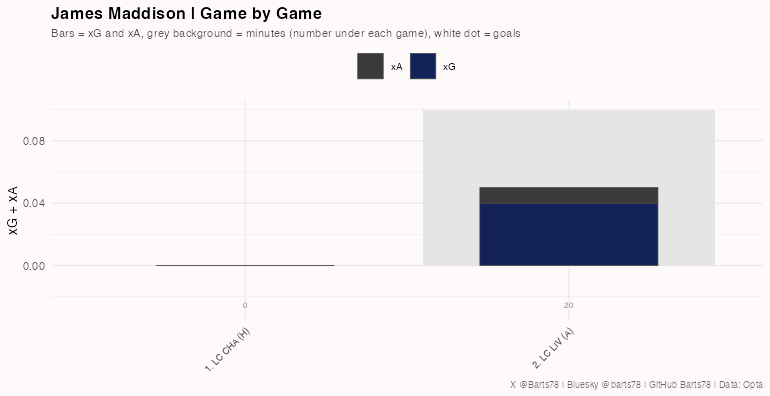 James Maddison | Game by Game
Bars = xG and xA, grey background = minutes (number under each game), white dot = goals
xA xG
xG + xA
0.08
0.04
0.00
0 20
1. LC CHA (H) 2. LC LIV (A)
X @Barts78 | Bluesky @barts78 | GitHub Barts78 | Data: Opta